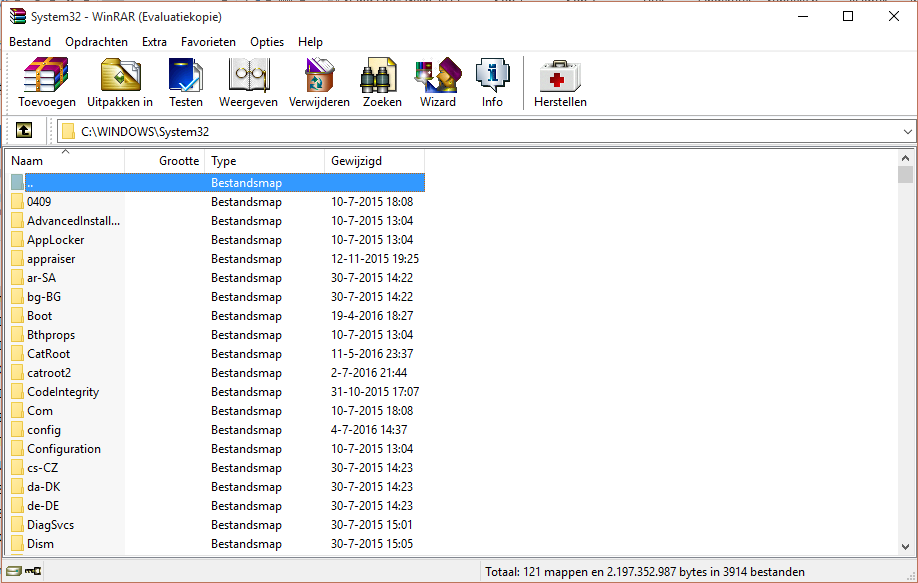 System32 - WinRAR (Evaluatiekopie)
Bestand Opdrachten Extra Favorieten Opties Help
Toevoegen Uitpakken in Testen Weergeven Verwijderen Zoeken Wizard Info Herstellen
C:\WINDOWS\System32
Naam Grootte Type Gewijzigd
.. Bestandsmap
0409 Bestandsmap 10-7-2015 18:08
AdvancedInstall... Bestandsmap 10-7-2015 13:04
AppLocker Bestandsmap 10-7-2015 13:04
appraiser Bestandsmap 12-11-2015 19:25
ar-SA Bestandsmap 30-7-2015 14:22
bg-BG Bestandsmap 30-7-2015 14:22
Boot Bestandsmap 19-4-2016 18:27
Bthprops Bestandsmap 10-7-2015 13:04
CatRoot Bestandsmap 11-5-2016 23:37
catroot2 Bestandsmap 2-7-2016 21:44
CodeIntegrity Bestandsmap 31-10-2015 17:07
Com Bestandsmap 10-7-2015 18:08
config Bestandsmap 4-7-2016 14:37
Configuration Bestandsmap 10-7-2015 13:04
cs-CZ Bestandsmap 30-7-2015 14:23
da-DK Bestandsmap 30-7-2015 14:23
de-DE Bestandsmap 30-7-2015 14:23
DiagSvcs Bestandsmap 30-7-2015 15:01
Dism Bestandsmap 30-7-2015 15:05
Totaal: 121 mappen en 2.197.352.987 bytes in 3914 bestanden